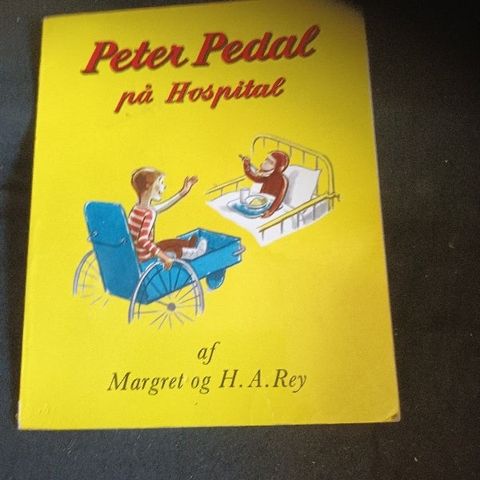 Peter Pedal
på Hospital
af
Margret og H. A. Rey